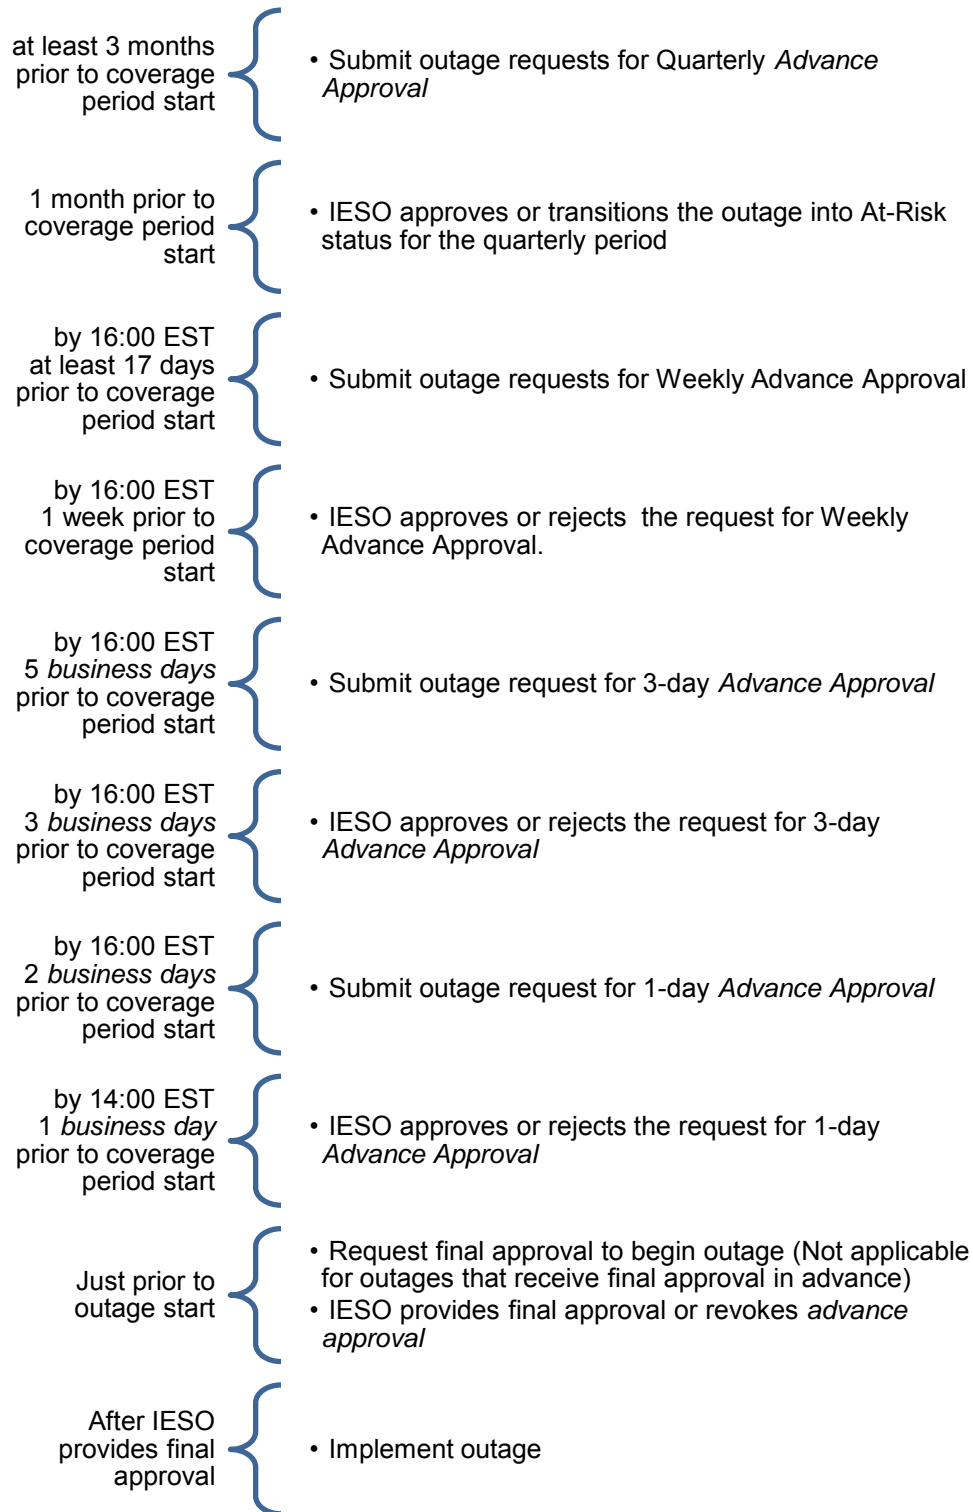 at least 3 months
prior to coverage
period start
• Submit outage requests for Quarterly Advance
Approval
1 month prior to
coverage period
start
• IESO approves or transitions the outage into At-Risk
status for the quarterly period
by 16:00 EST
at least 17 days
prior to coverage
period start
• Submit outage requests for Weekly Advance Approval
by 16:00 EST
1 week prior to
coverage period
start
• IESO approves or rejects the request for Weekly
Advance Approval.
by 16:00 EST
5 business days
prior to coverage
period start
• Submit outage request for 3-day Advance Approval
by 16:00 EST
3 business days
prior to coverage
period start
• IESO approves or rejects the request for 3-day
Advance Approval
by 16:00 EST
2 business days
prior to coverage
period start
• Submit outage request for 1-day Advance Approval
by 14:00 EST
1 business day
prior to coverage
period start
• IESO approves or rejects the request for 1-day
Advance Approval
Just prior to
outage start
• Request final approval to begin outage (Not applicable
for outages that receive final approval in advance)
• IESO provides final approval or revokes advance
approval
After IESO
provides final
approval
• Implement outage